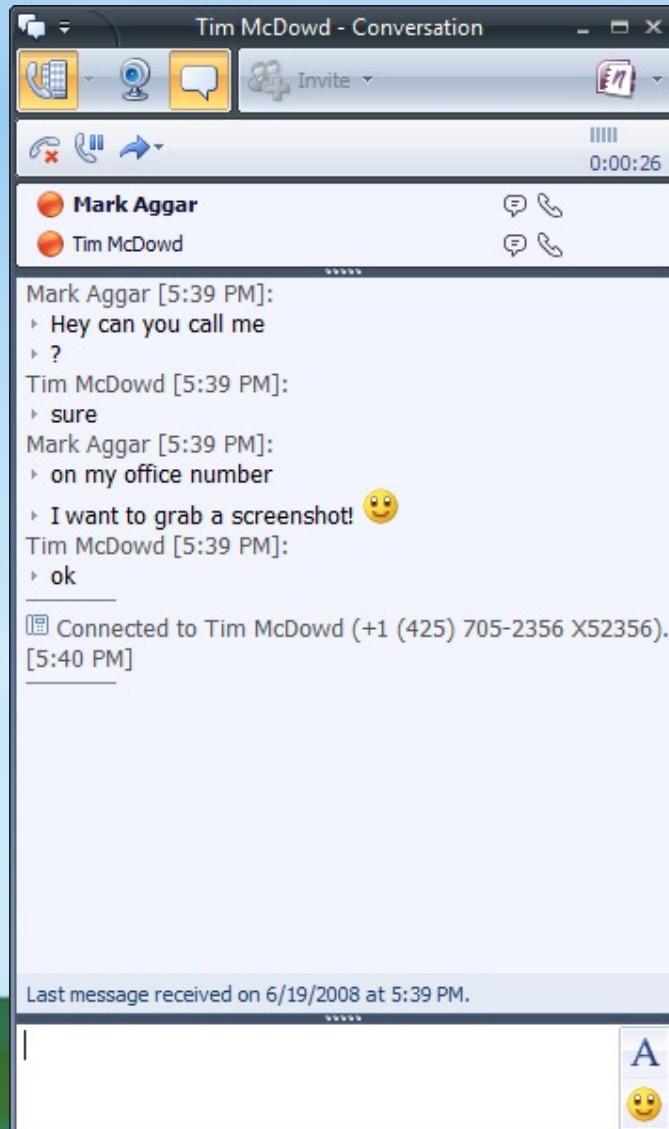 Tim McDowd - Conversation
Invite
0:00:26
Mark Aggar
Tim McDowd
Mark Aggar [5:39 PM]:
Hey can you call me
?
Tim McDowd [5:39 PM]:
sure
Mark Aggar [5:39 PM]:
on my office number
I want to grab a screenshot!
Tim McDowd [5:39 PM]:
ok
Connected to Tim McDowd (+1 (425) 705-2356 X52356).
[5:40 PM]
Last message received on 6/19/2008 at 5:39 PM.
A